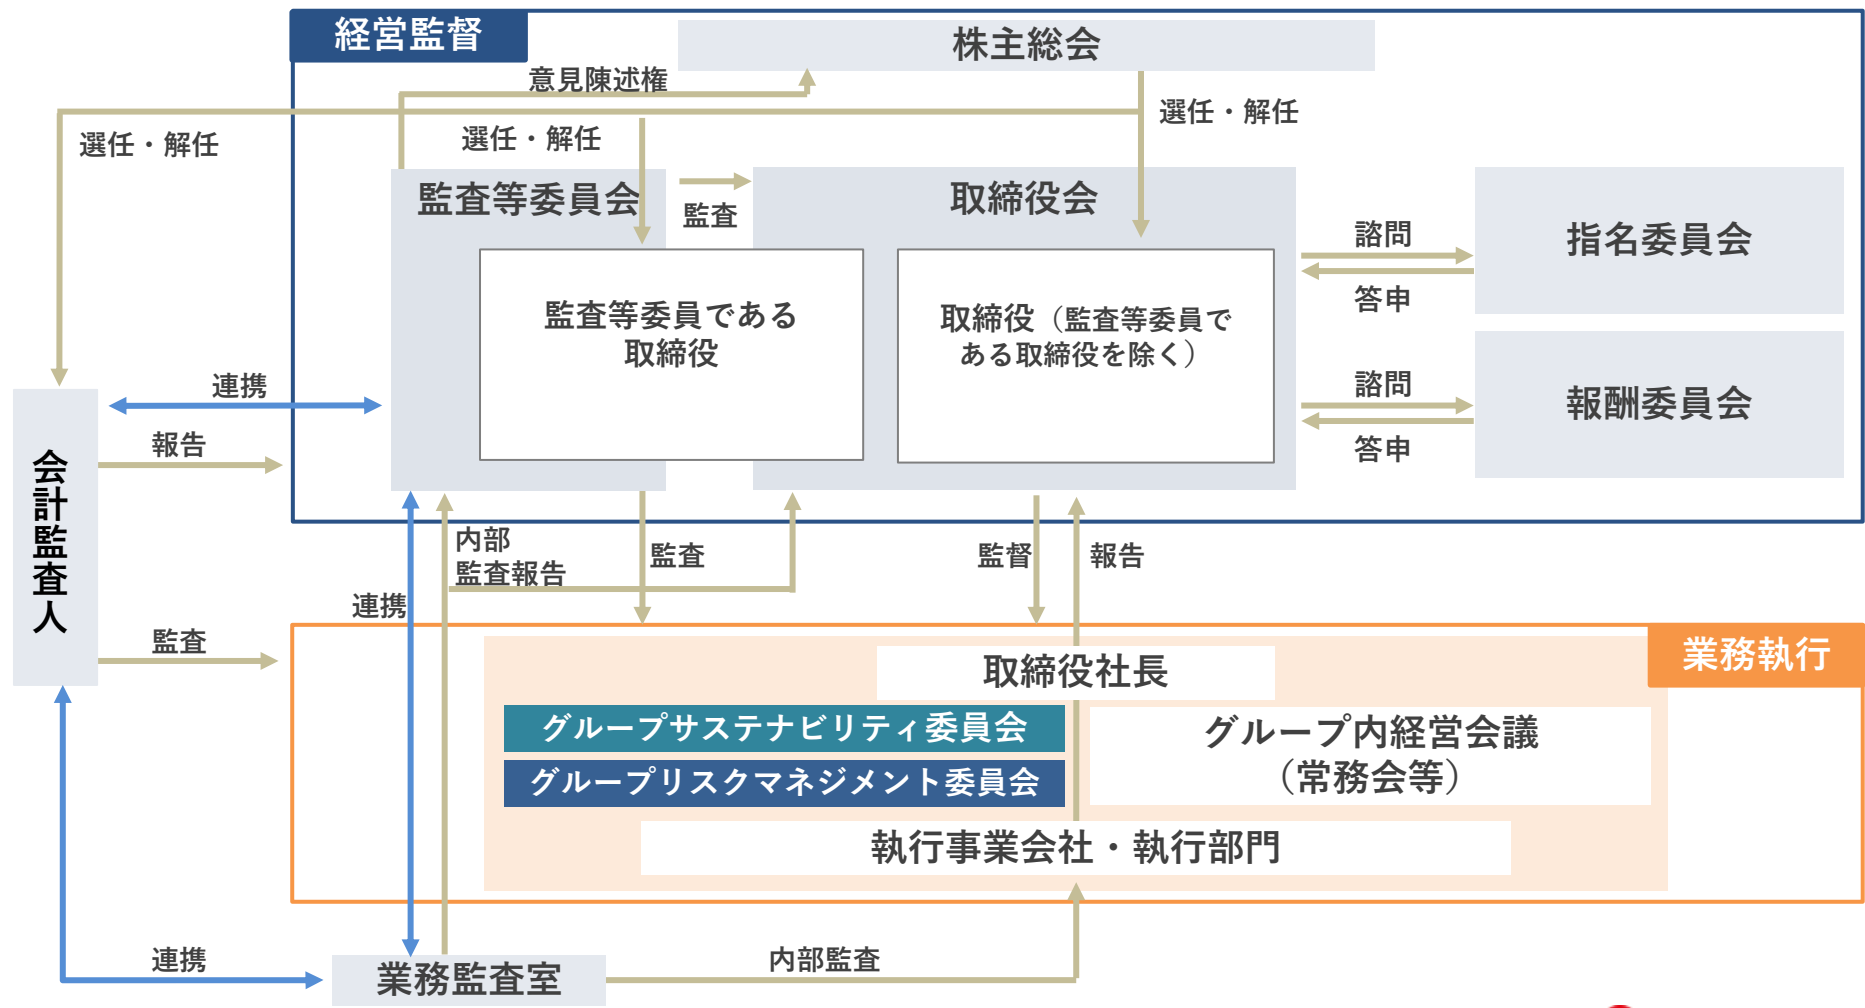 経営監督
株主総会
意見陳述権
選任・解任
選任・解任
選任・解任
監査等委員会
監査
取締役会
指名委員会
諮問
答申
監査等委員である
取締役
取締役（監査等委員で
ある取締役を除く）
報酬委員会
諮問
答申
連携
報告
会計監査人
監査
内部
監査報告
監査
監督
報告
連携
業務執行
取締役社長
グループサステナビリティ委員会
グループリスクマネジメント委員会
グループ内経営会議
（常務会等）
執行事業会社・執行部門
連携
業務監査室
内部監査